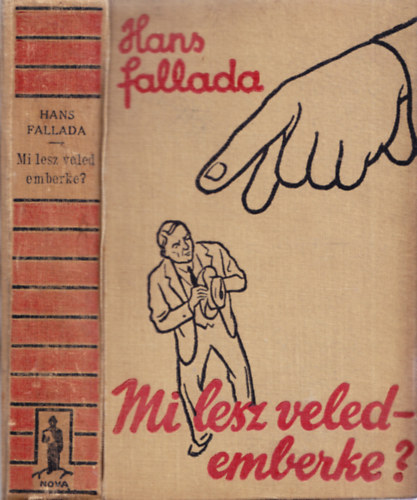 HANS
FALLADA
Mi lesz veled
emberke?
NOVA
Hans
fallada
Mi lesz veled-
emberke?